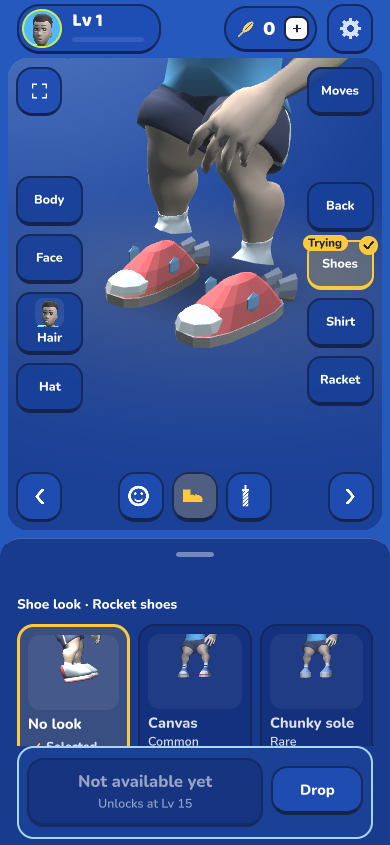 Lv 1
0
+
Moves
Body
Back
Trying
Face
Shoes
Hair
Shirt
Hat
Racket
Shoe look · Rocket shoes
No look
Canvas
Chunky sole
✓ Selected
Common
Rare
Not available yet
Unlocks at Lv 15
Drop